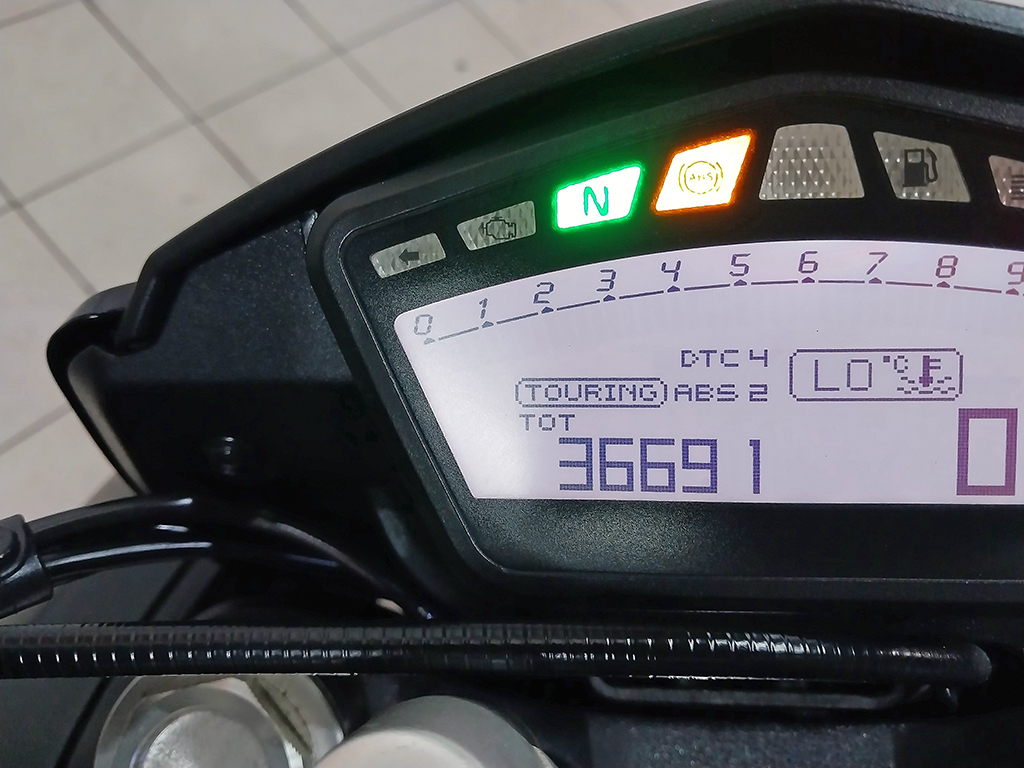 N ABS
0 1 2 3 4 5 6 7 8 9
DTC 4
LO °C
TOURING ABS 2
TOT
36691
0